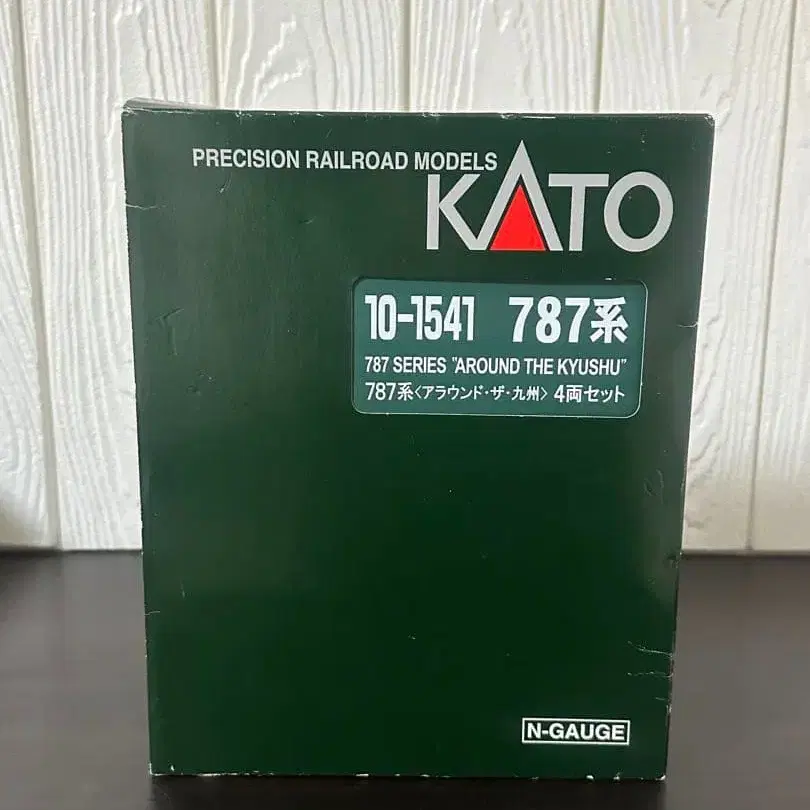 PRECISION RAILROAD MODELS
KATO
10-1541 787系
787 SERIES "AROUND THE KYUSHU"
787系〈アラウンド・ザ・九州〉4両セット
N-GAUGE